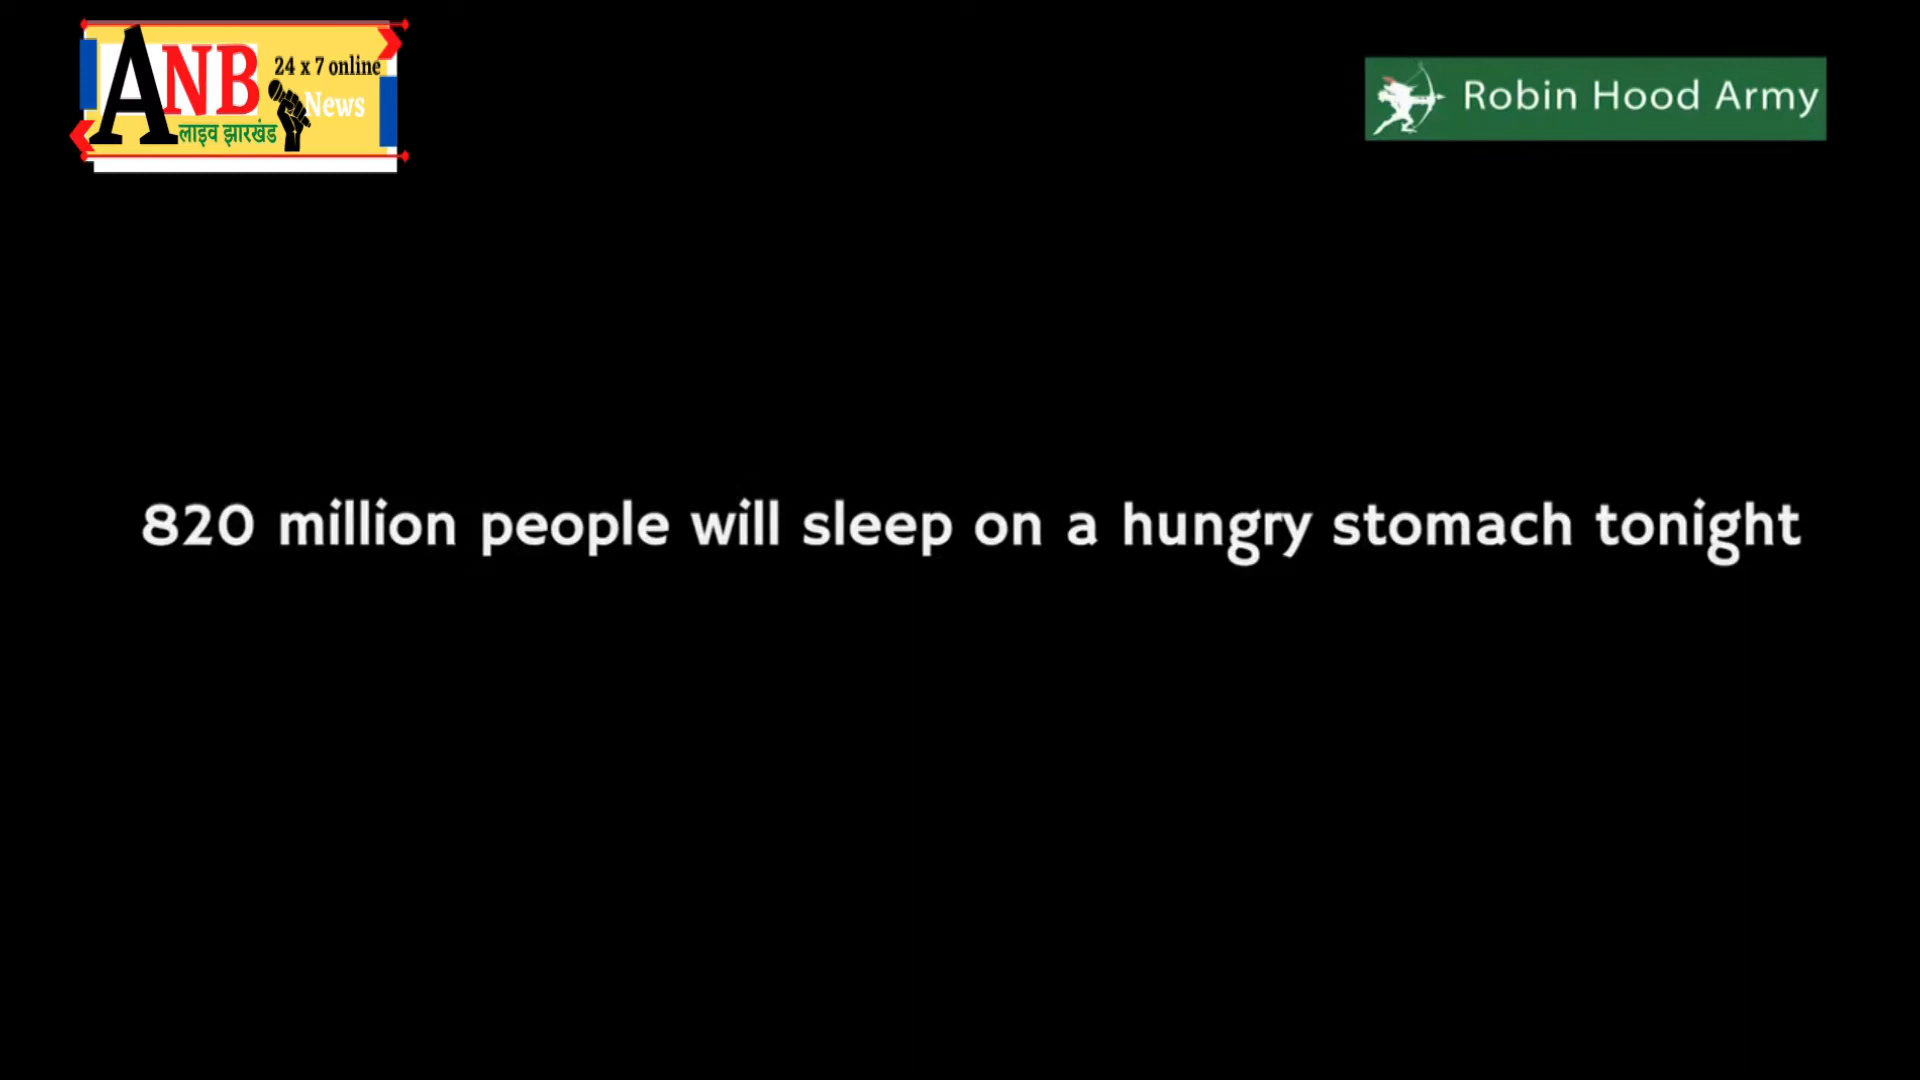 ANB
24 x 7 online
News
लाइव झारखंड
Robin Hood Army
820 million people will sleep on a hungry stomach tonight